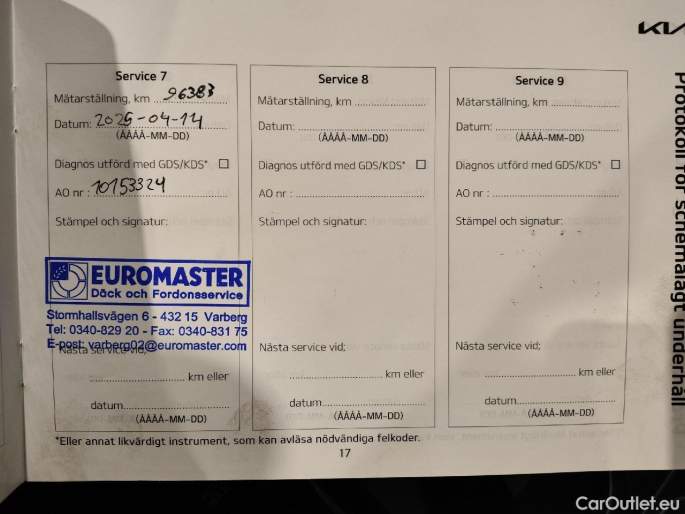 KIA
Protokoll för schemalagt underhåll
Service 7
Mätarställning, km 96383
Datum: 2025-04-14
(ÅÅÅÅ-MM-DD)
Diagnos utförd med GDS/KDS* ☐
AO nr : 10153324
Stämpel och signatur:
EUROMASTER
Däck och Fordonsservice
Stormhallsvägen 6 - 432 15 Varberg
Tel: 0340-829 20 - Fax: 0340-831 75
E-post: varberg02@euromaster.com
Nästa service vid;
km eller
datum
(ÅÅÅÅ-MM-DD)
Service 8
Mätarställning, km
Datum:
(ÅÅÅÅ-MM-DD)
Diagnos utförd med GDS/KDS* ☐
AO nr :
Stämpel och signatur:
Nästa service vid;
km eller
datum
(ÅÅÅÅ-MM-DD)
Service 9
Mätarställning, km
Datum:
(ÅÅÅÅ-MM-DD)
Diagnos utförd med GDS/KDS* ☐
AO nr :
Stämpel och signatur:
Nästa service vid;
km eller
datum
(ÅÅÅÅ-MM-DD)
*Eller annat likvärdigt instrument, som kan avläsa nödvändiga felkoder.
17
CarOutlet.eu